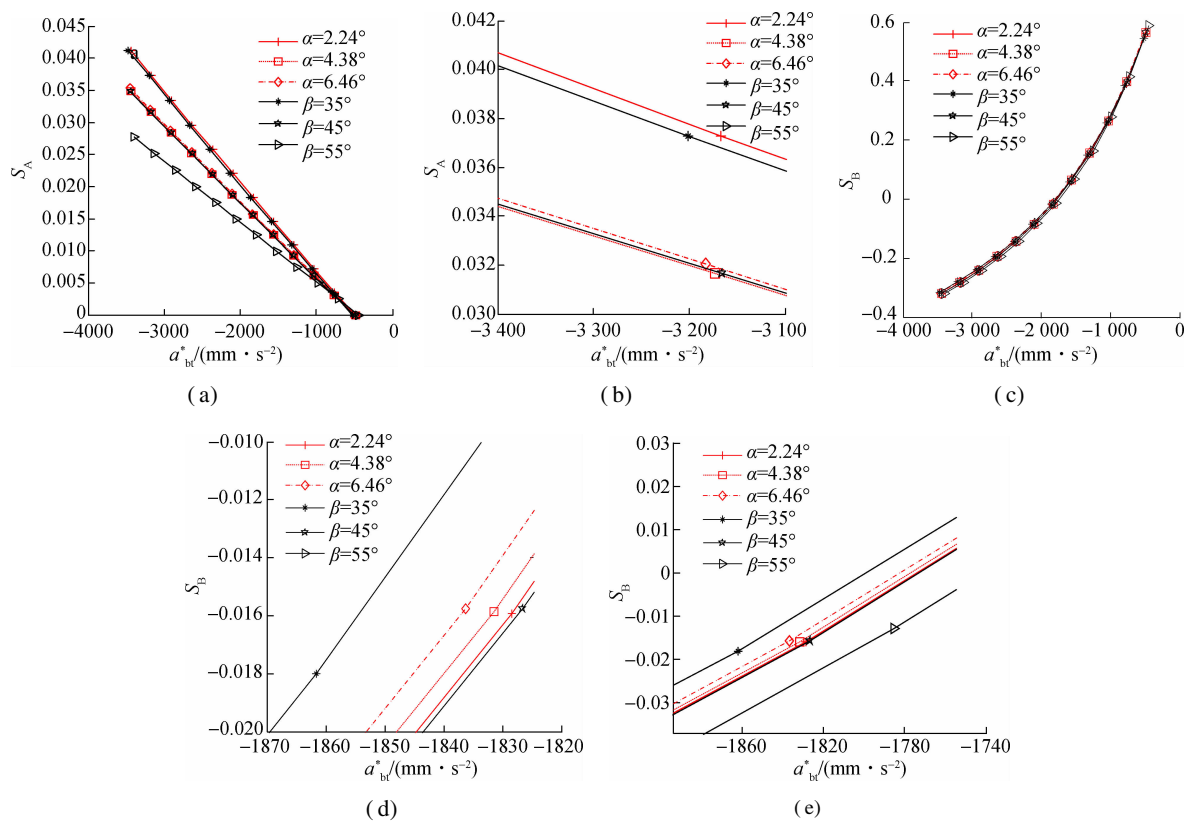 0.045
0.040
0.035
0.030
0.025
0.020
0.015
0.010
0.005
0
S_A
−4000 −3000 −2000 −1000 0
a*_bt/(mm · s⁻²)
α=2.24°
α=4.38°
α=6.46°
β=35°
β=45°
β=55°
(a)
0.042
0.040
0.038
0.036
0.034
0.032
0.030
S_A
−3 400 −3 300 −3 200 −3 100
a*_bt/(mm · s⁻²)
α=2.24°
α=4.38°
α=6.46°
β=35°
β=45°
β=55°
(b)
0.6
0.4
0.2
0
−0.2
−0.4
S_B
4 000 −3 000 −2 000 −1 000 0
a*_bt/(mm · s⁻²)
α=2.24°
α=4.38°
α=6.46°
β=35°
β=45°
β=55°
(c)
−0.010
−0.012
−0.014
−0.016
−0.018
−0.020
S_B
−1870 −1860 −1850 −1840 −1830 −1820
a*_bt/(mm · s⁻²)
α=2.24°
α=4.38°
α=6.46°
β=35°
β=45°
β=55°
(d)
0.03
0.03
0.01
0
−0.01
−0.02
−0.03
S_B
−1860 −1820 −1780 −1740
a*_bt/(mm · s⁻²)
α=2.24°
α=4.38°
α=6.46°
β=35°
β=45°
β=55°
(e)